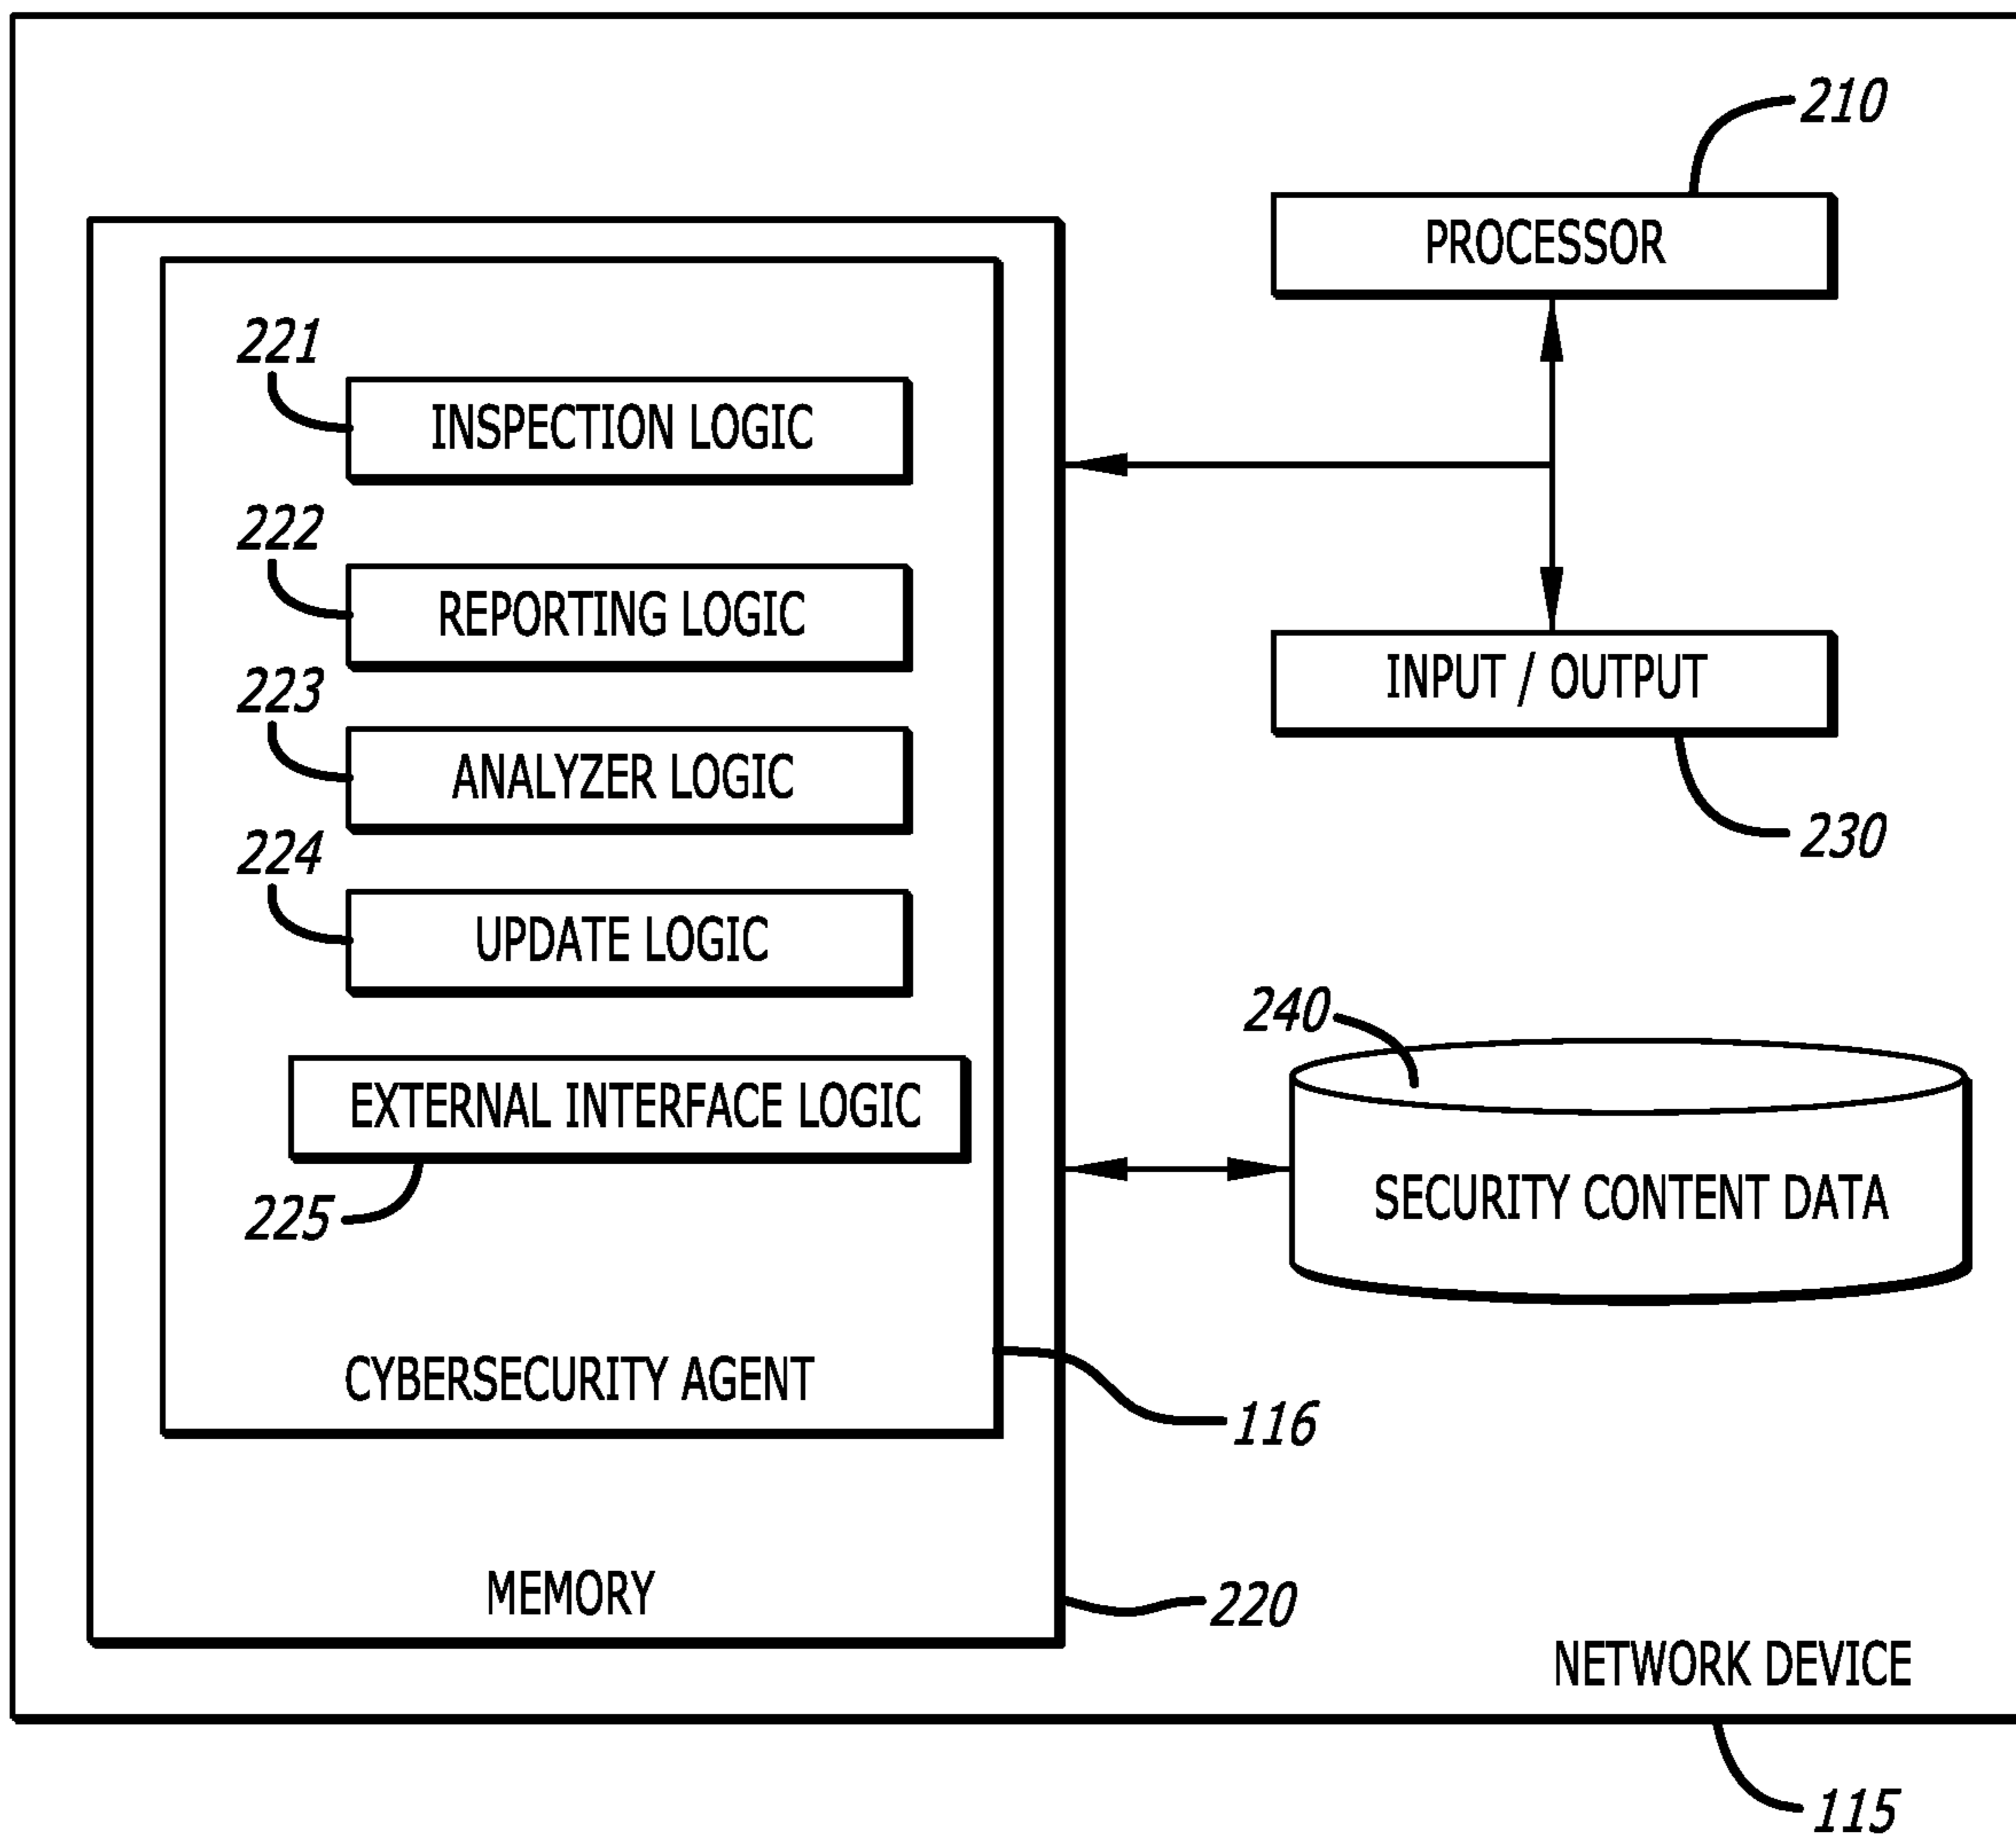 210
PROCESSOR
221
INSPECTION LOGIC
222
REPORTING LOGIC
223
ANALYZER LOGIC
224
UPDATE LOGIC
EXTERNAL INTERFACE LOGIC
225
CYBERSECURITY AGENT
116
MEMORY
220
INPUT / OUTPUT
230
240
SECURITY CONTENT DATA
NETWORK DEVICE
115